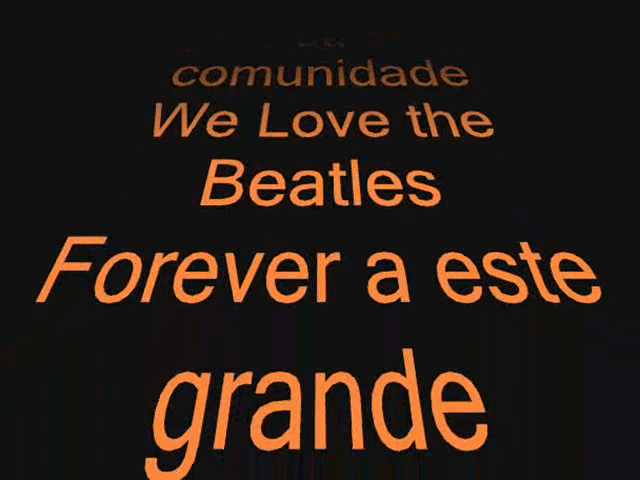 comunidade
We Love the
Beatles
Forever a este
grande